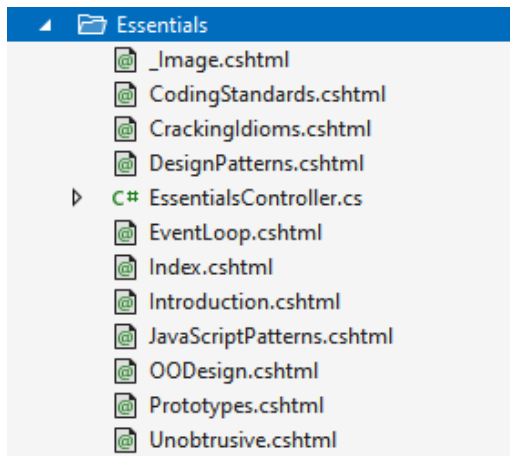 Essentials
_Image.cshtml
CodingStandards.cshtml
CrackingIdioms.cshtml
DesignPatterns.cshtml
C# EssentialsController.cs
EventLoop.cshtml
Index.cshtml
Introduction.cshtml
JavaScriptPatterns.cshtml
OODesign.cshtml
Prototypes.cshtml
Unobtrusive.cshtml